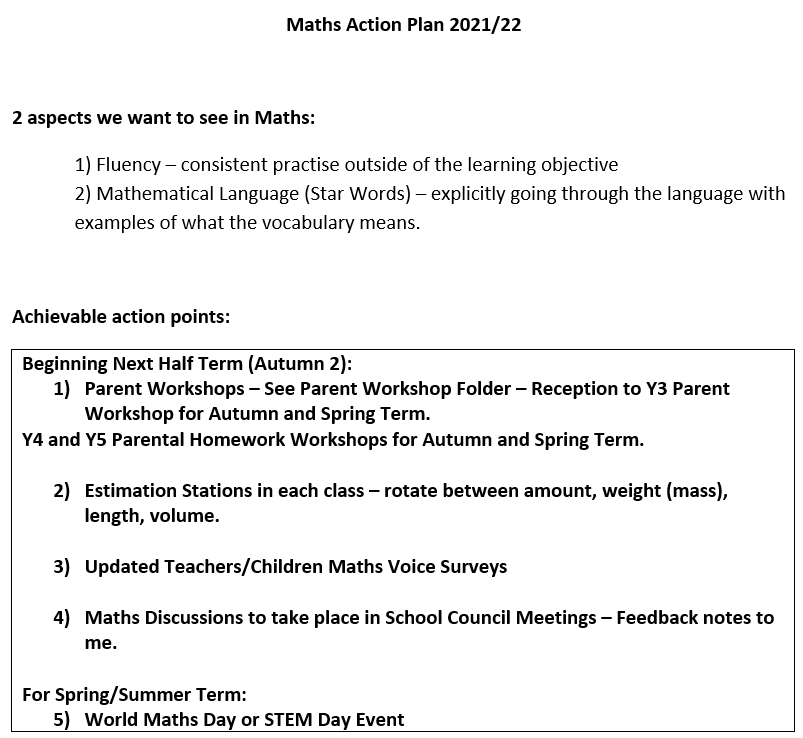 Maths Action Plan 2021/22
2 aspects we want to see in Maths:
1) Fluency – consistent practise outside of the learning objective
2) Mathematical Language (Star Words) – explicitly going through the language with
examples of what the vocabulary means.
Achievable action points:
Beginning Next Half Term (Autumn 2):
1) Parent Workshops – See Parent Workshop Folder – Reception to Y3 Parent
Workshop for Autumn and Spring Term.
Y4 and Y5 Parental Homework Workshops for Autumn and Spring Term.
2) Estimation Stations in each class – rotate between amount, weight (mass),
length, volume.
3) Updated Teachers/Children Maths Voice Surveys
4) Maths Discussions to take place in School Council Meetings – Feedback notes to
me.
For Spring/Summer Term:
5) World Maths Day or STEM Day Event